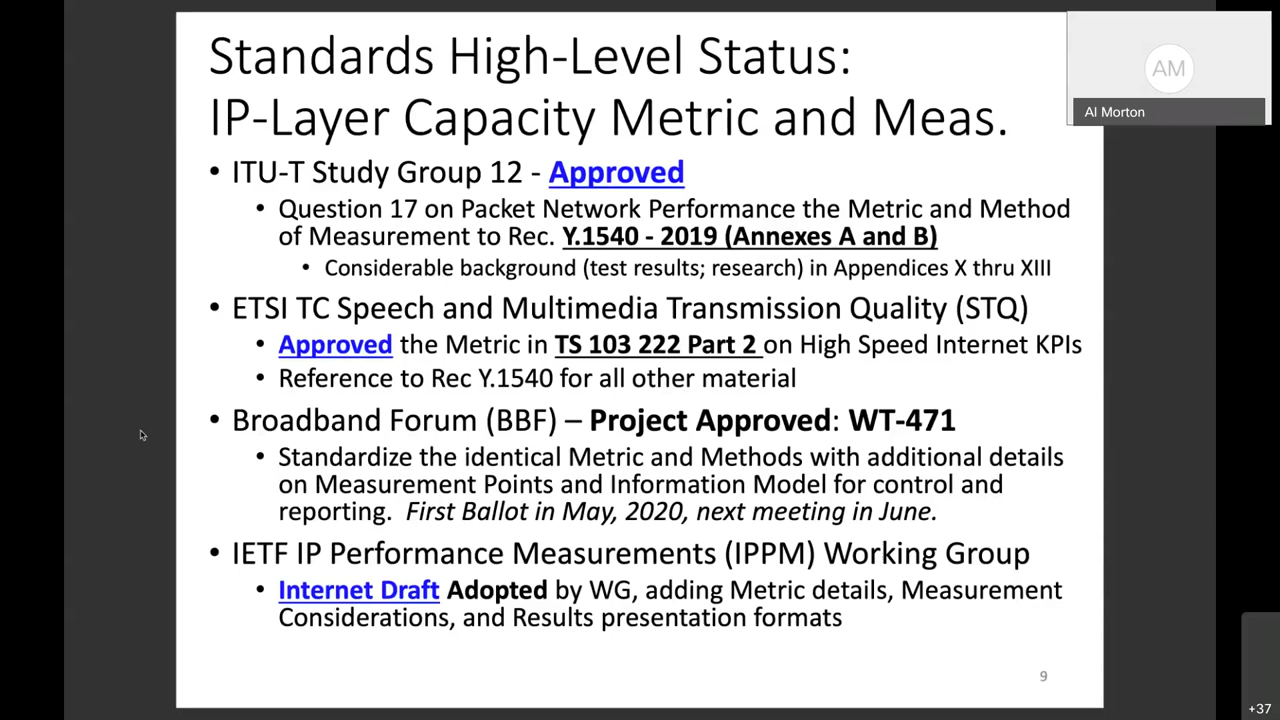 Standards High-Level Status:
IP-Layer Capacity Metric and Meas.
AM
Al Morton
• ITU-T Study Group 12 - Approved
• Question 17 on Packet Network Performance the Metric and Method
of Measurement to Rec. Y.1540 - 2019 (Annexes A and B)
• Considerable background (test results; research) in Appendices X thru XIII
• ETSI TC Speech and Multimedia Transmission Quality (STQ)
• Approved the Metric in TS 103 222 Part 2 on High Speed Internet KPIs
• Reference to Rec Y.1540 for all other material
• Broadband Forum (BBF) – Project Approved: WT-471
• Standardize the identical Metric and Methods with additional details
on Measurement Points and Information Model for control and
reporting. First Ballot in May, 2020, next meeting in June.
• IETF IP Performance Measurements (IPPM) Working Group
• Internet Draft Adopted by WG, adding Metric details, Measurement
Considerations, and Results presentation formats
9
+37